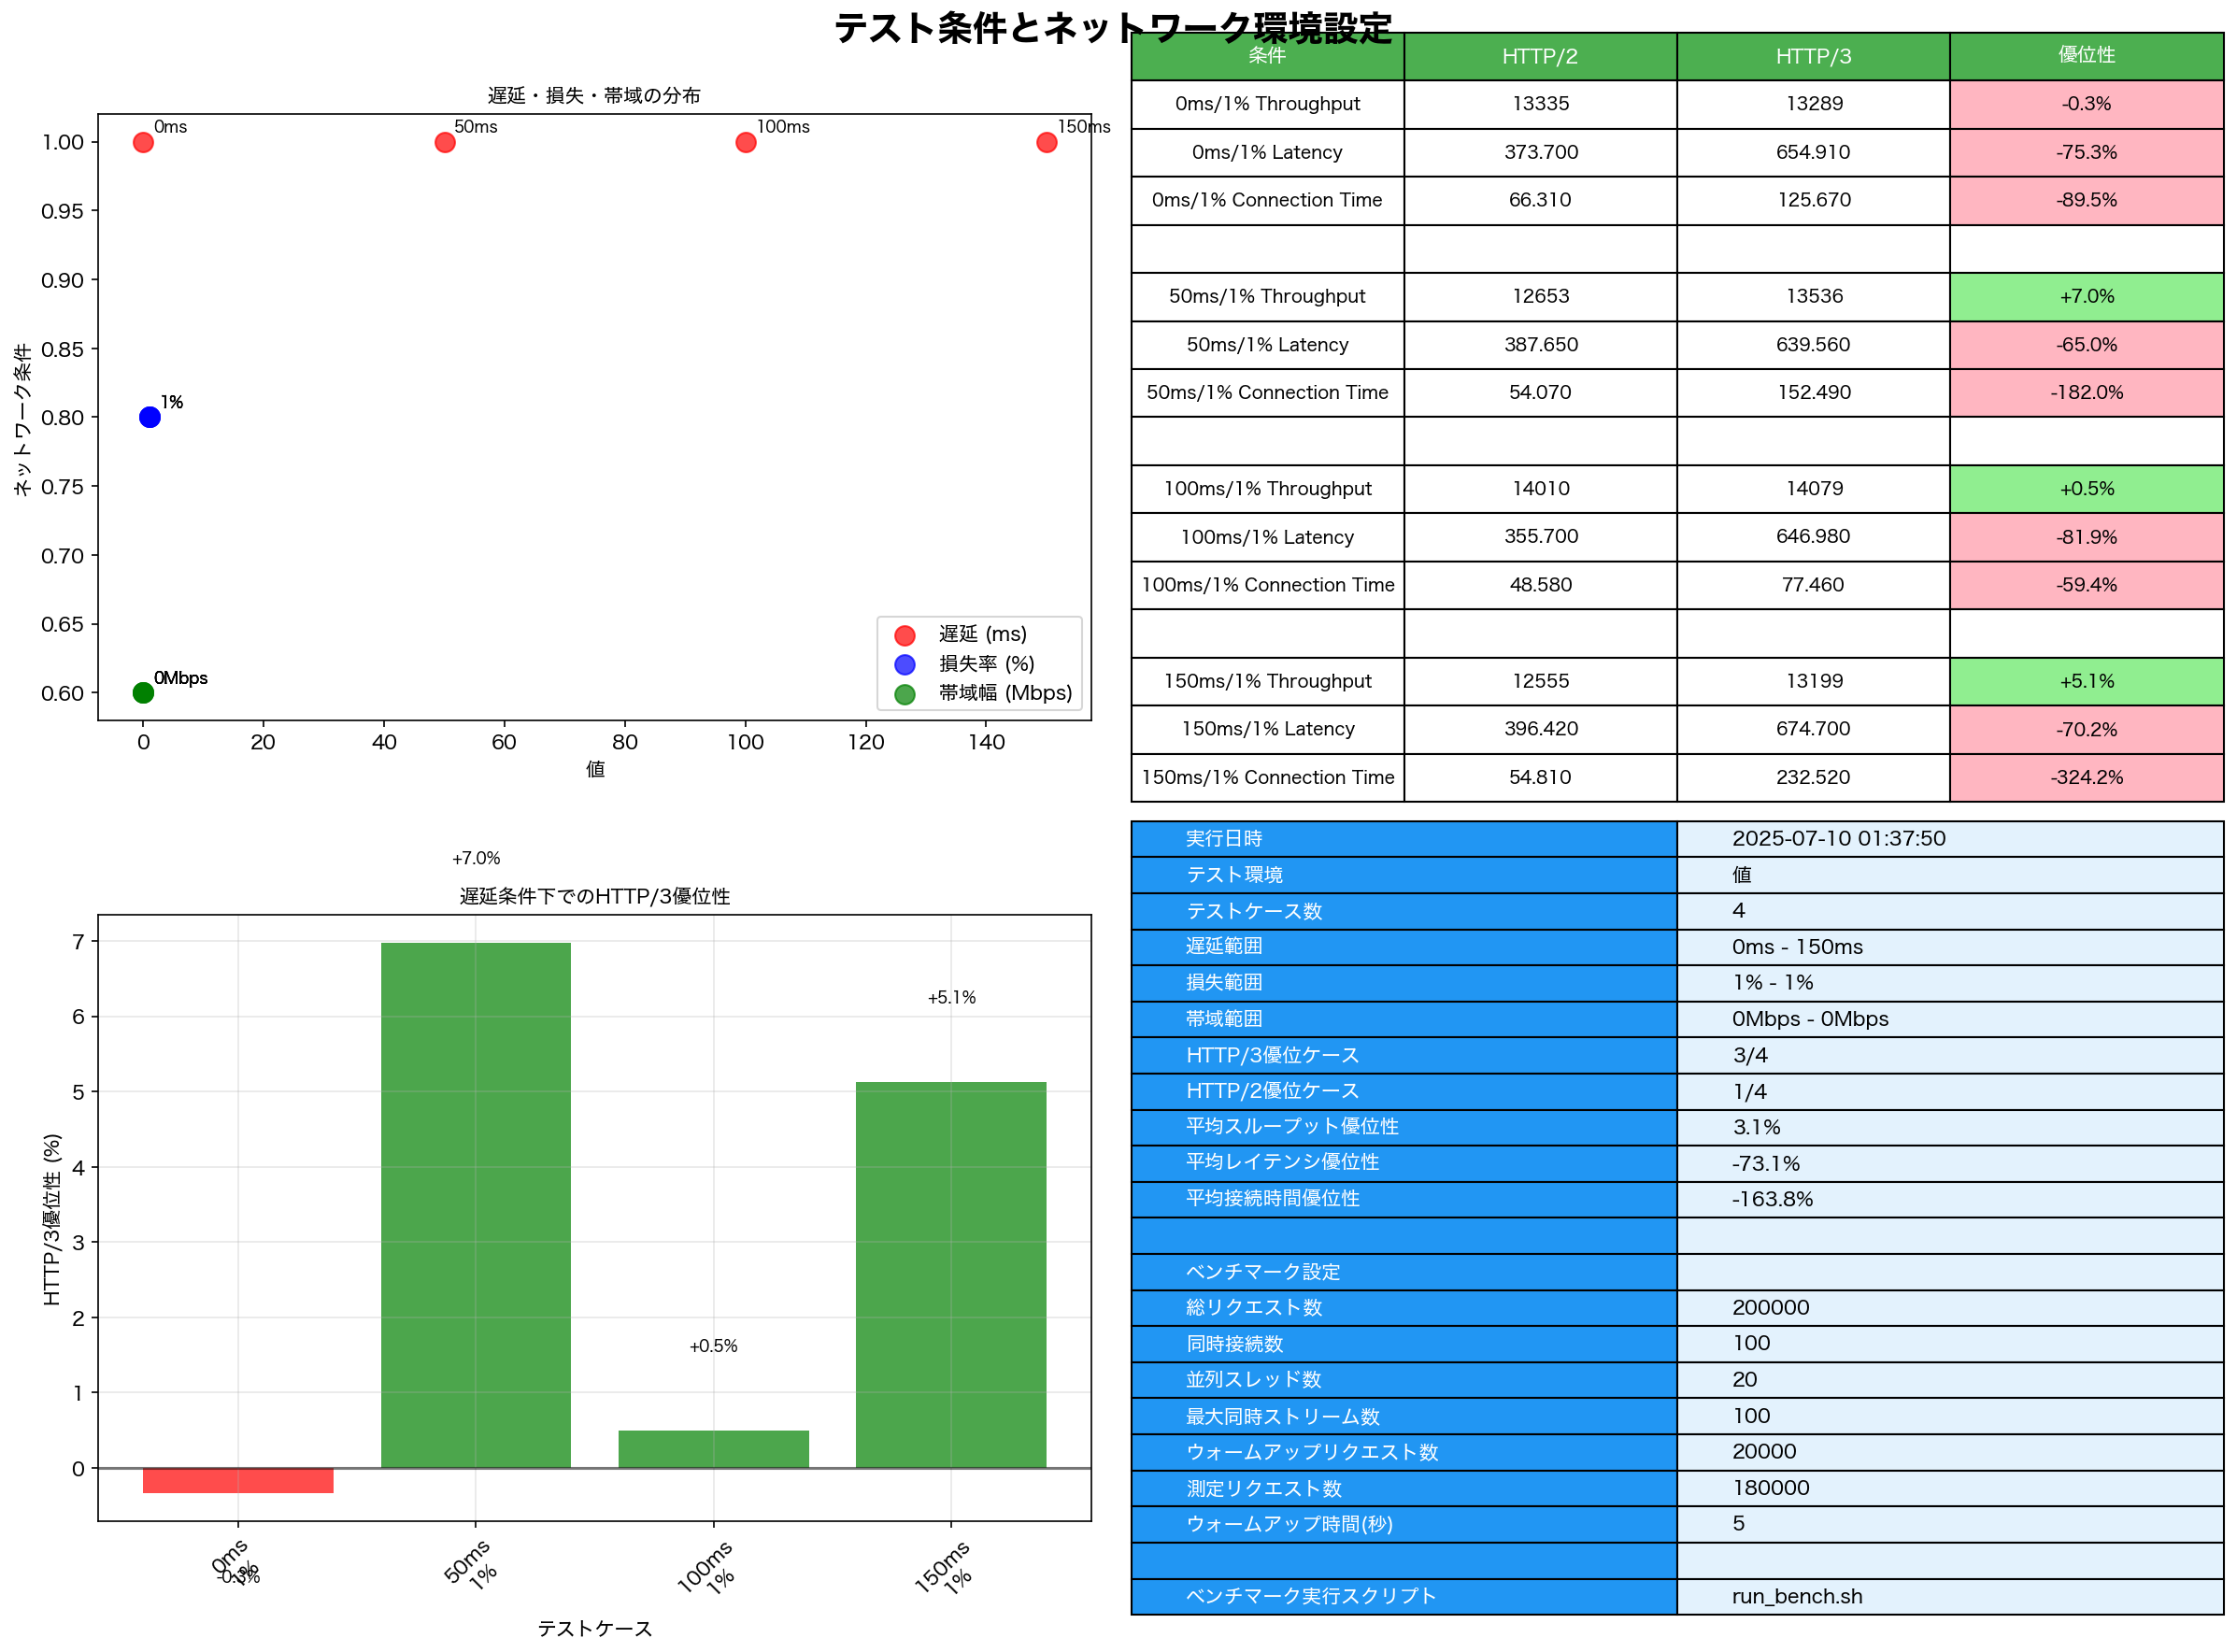 テスト条件とネットワーク環境設定
遅延・損失・帯域の分布
ネットワーク条件
1.00
0.95
0.90
0.85
0.80
0.75
0.70
0.65
0.60
0ms
50ms
100ms
150ms
1%
0Mbps
遅延 (ms)
損失率 (%)
帯域幅 (Mbps)
0 20 40 60 80 100 120 140
値
条件 HTTP/2 HTTP/3 優位性
0ms/1% Throughput 13335 13289 -0.3%
0ms/1% Latency 373.700 654.910 -75.3%
0ms/1% Connection Time 66.310 125.670 -89.5%
50ms/1% Throughput 12653 13536 +7.0%
50ms/1% Latency 387.650 639.560 -65.0%
50ms/1% Connection Time 54.070 152.490 -182.0%
100ms/1% Throughput 14010 14079 +0.5%
100ms/1% Latency 355.700 646.980 -81.9%
100ms/1% Connection Time 48.580 77.460 -59.4%
150ms/1% Throughput 12555 13199 +5.1%
150ms/1% Latency 396.420 674.700 -70.2%
150ms/1% Connection Time 54.810 232.520 -324.2%
+7.0%
遅延条件下でのHTTP/3優位性
HTTP/3優位性 (%)
7
6
5
4
3
2
1
0
+5.1%
+0.5%
-0.3%
0ms
1%
50ms
1%
100ms
1%
150ms
1%
テストケース
実行日時 2025-07-10 01:37:50
テスト環境 値
テストケース数 4
遅延範囲 0ms - 150ms
損失範囲 1% - 1%
帯域範囲 0Mbps - 0Mbps
HTTP/3優位ケース 3/4
HTTP/2優位ケース 1/4
平均スループット優位性 3.1%
平均レイテンシ優位性 -73.1%
平均接続時間優位性 -163.8%
ベンチマーク設定
総リクエスト数 200000
同時接続数 100
並列スレッド数 20
最大同時ストリーム数 100
ウォームアップリクエスト数 20000
測定リクエスト数 180000
ウォームアップ時間(秒) 5
ベンチマーク実行スクリプト run_bench.sh